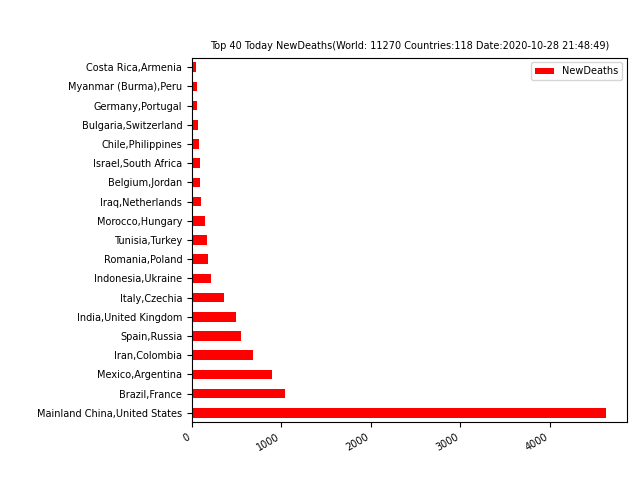 Top 40 Today NewDeaths(World: 11270 Countries:118 Date:2020-10-28 21:48:49)
NewDeaths
Costa Rica,Armenia
Myanmar (Burma),Peru
Germany,Portugal
Bulgaria,Switzerland
Chile,Philippines
Israel,South Africa
Belgium,Jordan
Iraq,Netherlands
Morocco,Hungary
Tunisia,Turkey
Romania,Poland
Indonesia,Ukraine
Italy,Czechia
India,United Kingdom
Spain,Russia
Iran,Colombia
Mexico,Argentina
Brazil,France
Mainland China,United States
0
1000
2000
3000
4000